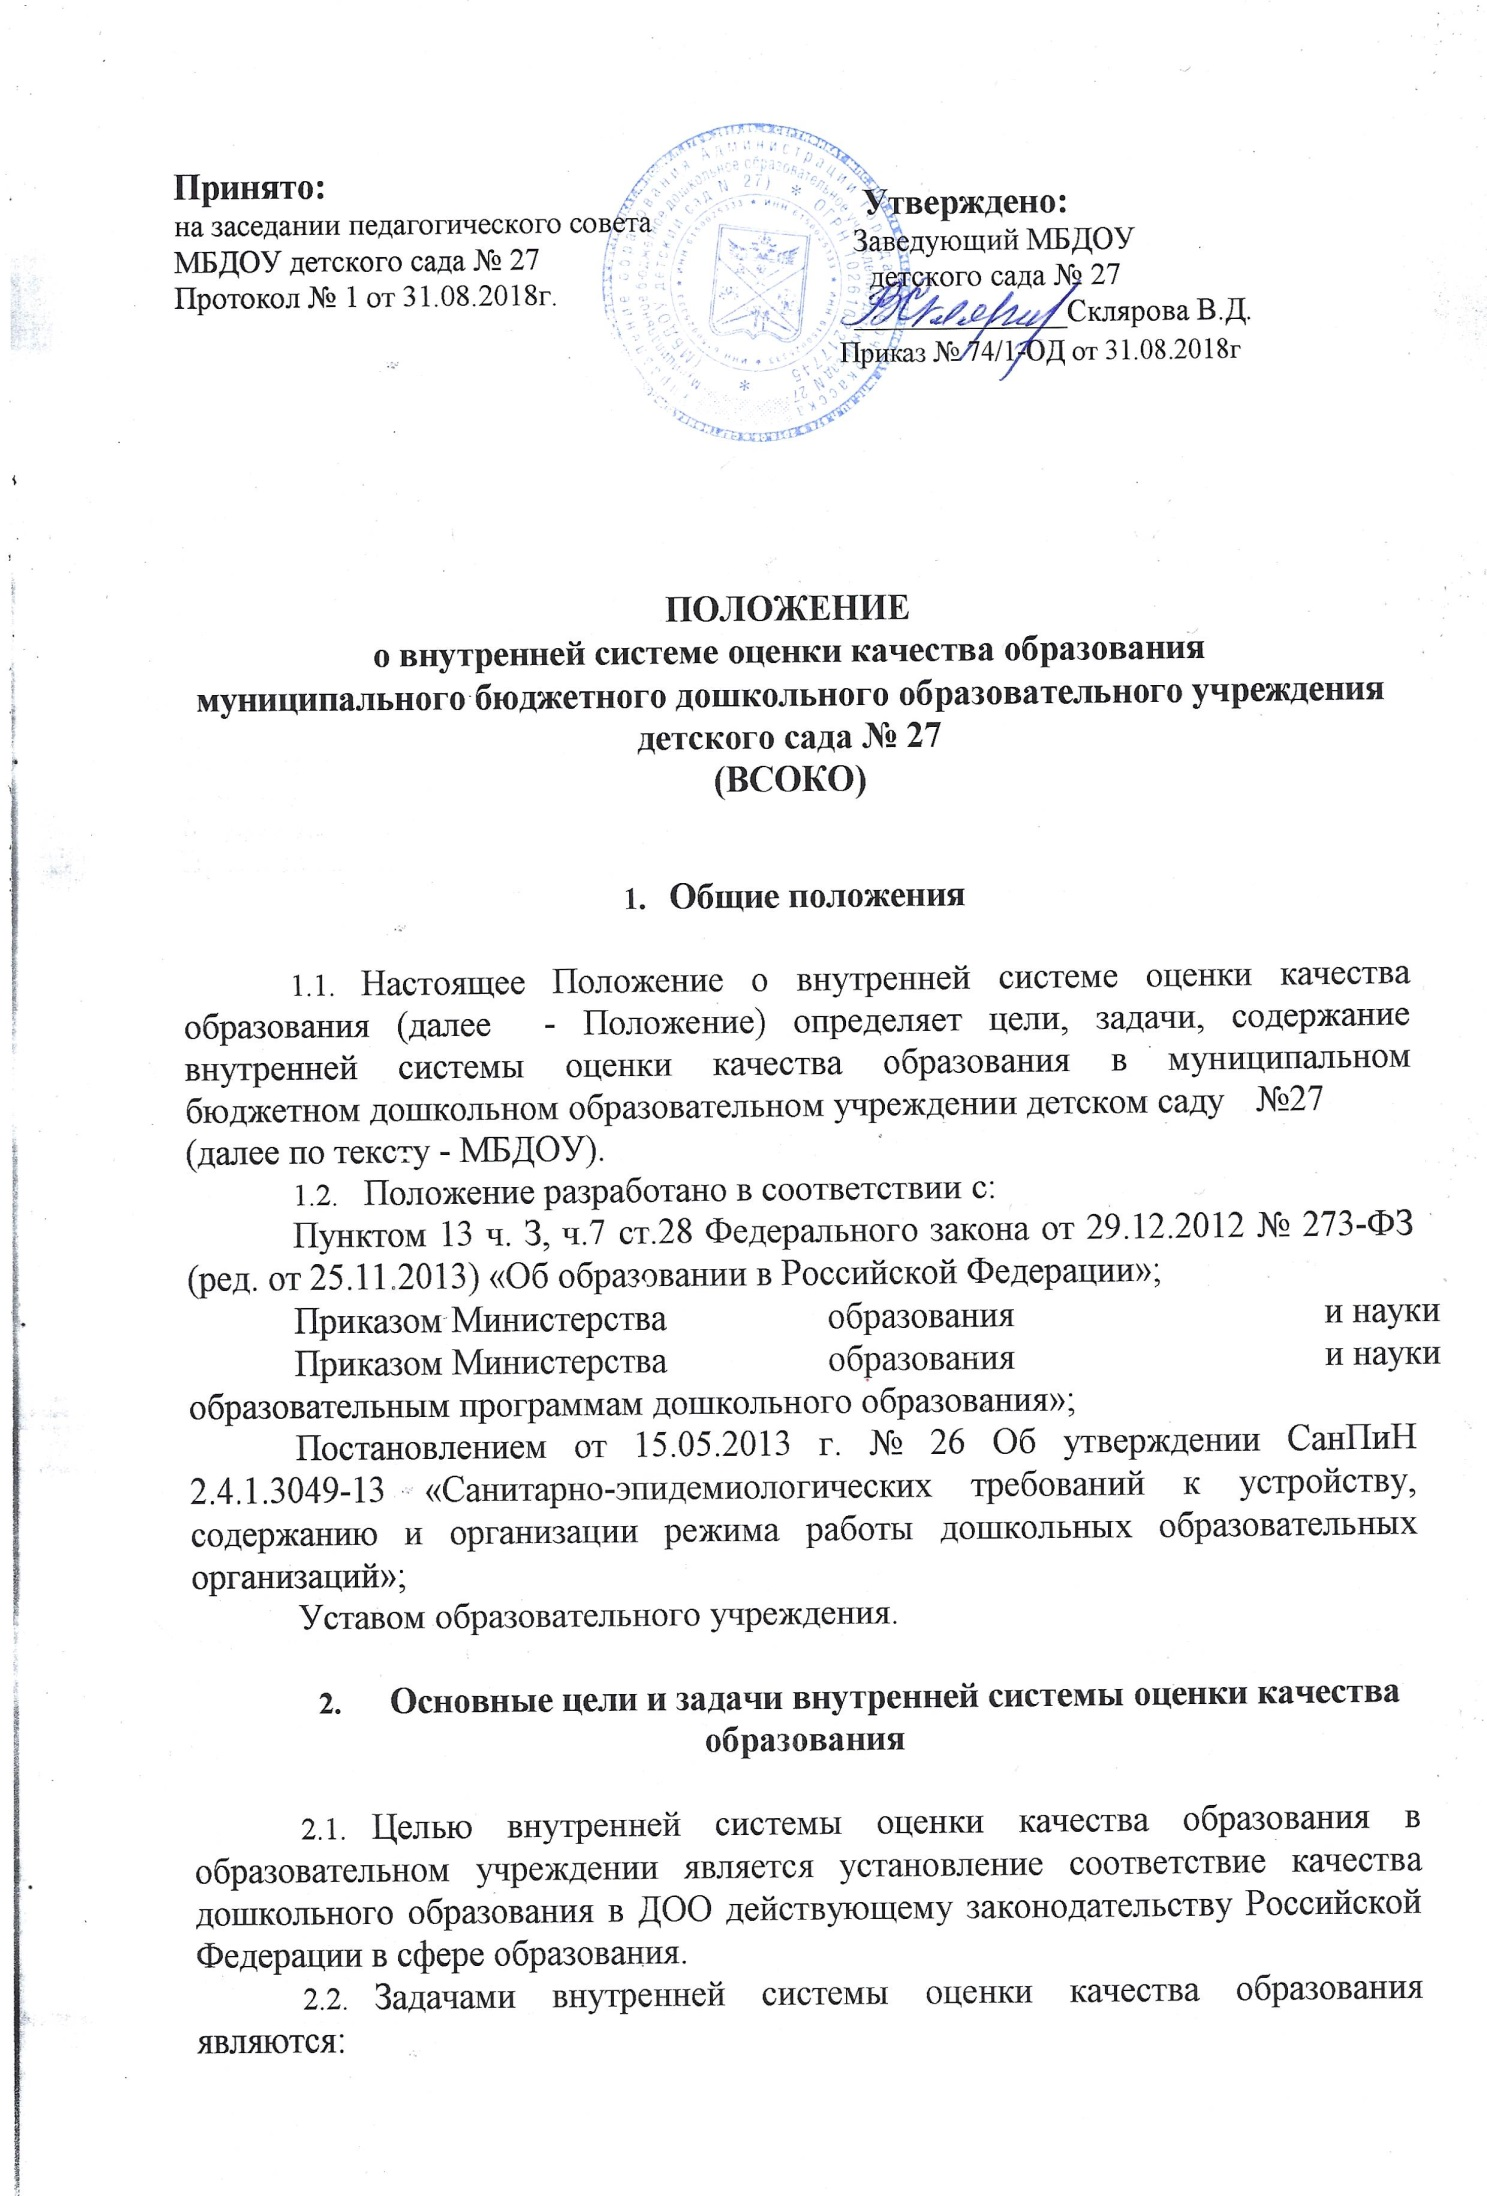 Принято:
на заседании педагогического совета
МБДОУ детского сада № 27
Протокол № 1 от 31.08.2018г.
Утверждено:
Заведующий МБДОУ
детского сада № 27
Склярова В.Д.
Приказ № 74/1-ОД от 31.08.2018г
ПОЛОЖЕНИЕ
о внутренней системе оценки качества образования
муниципального бюджетного дошкольного образовательного учреждения
детского сада № 27
(ВСОКО)
1. Общие положения
1.1. Настоящее Положение о внутренней системе оценки качества
образования (далее - Положение) определяет цели, задачи, содержание
внутренней системы оценки качества образования в муниципальном
бюджетном дошкольном образовательном учреждении детском саду №27
(далее по тексту - МБДОУ).
1.2. Положение разработано в соответствии с:
Пунктом 13 ч. 3, ч.7 ст.28 Федерального закона от 29.12.2012 № 273-ФЗ
(ред. от 25.11.2013) «Об образовании в Российской Федерации»;
Приказом Министерства образования и науки
Приказом Министерства образования и науки
образовательным программам дошкольного образования»;
Постановлением от 15.05.2013 г. № 26 Об утверждении СанПиН
2.4.1.3049-13 «Санитарно-эпидемиологических требований к устройству,
содержанию и организации режима работы дошкольных образовательных
организаций»;
Уставом образовательного учреждения.
2. Основные цели и задачи внутренней системы оценки качества
образования
2.1. Целью внутренней системы оценки качества образования в
образовательном учреждении является установление соответствие качества
дошкольного образования в ДОО действующему законодательству Российской
Федерации в сфере образования.
2.2. Задачами внутренней системы оценки качества образования
являются: